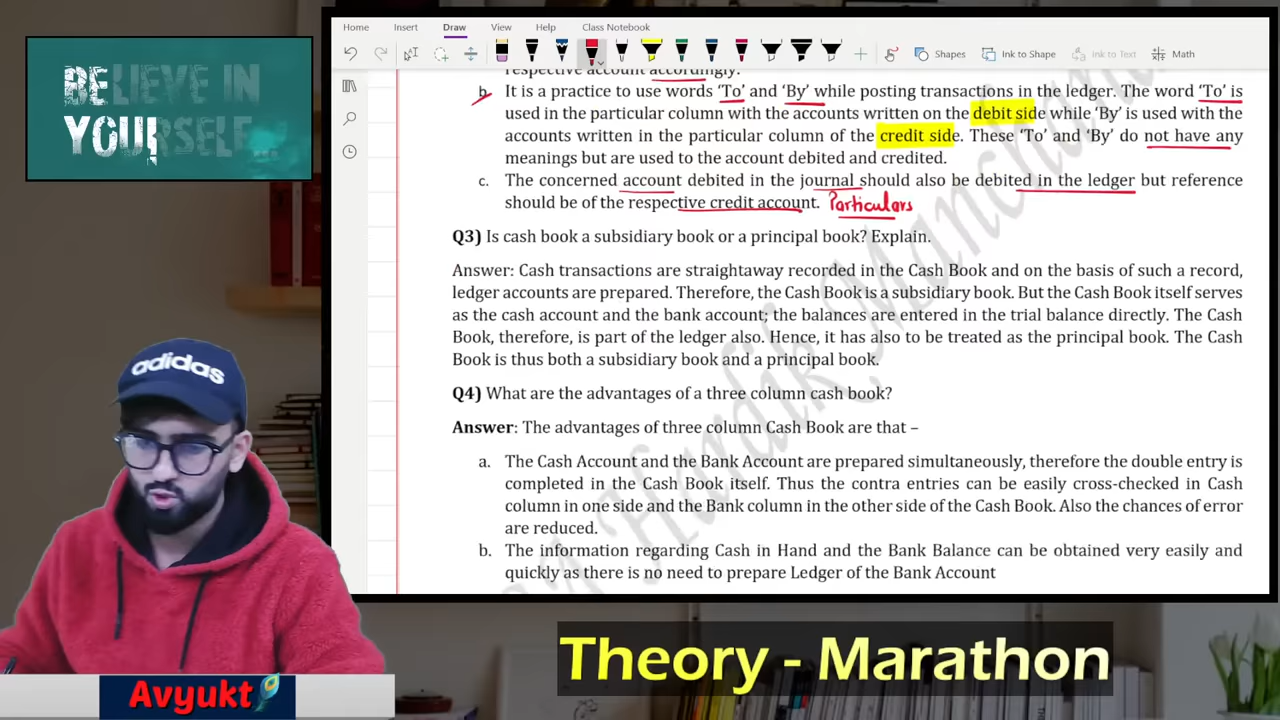 BELIEVE IN
YOURSELF...
Home Insert Draw View Help Class Notebook
Shapes Ink to Shape Ink to Text Math
respective account accordingly.
b. It is a practice to use words ‘To’ and ‘By’ while posting transactions in the ledger. The word ‘To’ is
used in the particular column with the accounts written on the debit side while ‘By’ is used with the
accounts written in the particular column of the credit side. These ‘To’ and ‘By’ do not have any
meanings but are used to the account debited and credited.
c. The concerned account debited in the journal should also be debited in the ledger but reference
should be of the respective credit account. Particulars
Q3) Is cash book a subsidiary book or a principal book? Explain.
Answer: Cash transactions are straightaway recorded in the Cash Book and on the basis of such a record,
ledger accounts are prepared. Therefore, the Cash Book is a subsidiary book. But the Cash Book itself serves
as the cash account and the bank account; the balances are entered in the trial balance directly. The Cash
Book, therefore, is part of the ledger also. Hence, it has also to be treated as the principal book. The Cash
Book is thus both a subsidiary book and a principal book.
Q4) What are the advantages of a three column cash book?
Answer: The advantages of three column Cash Book are that –
a. The Cash Account and the Bank Account are prepared simultaneously, therefore the double entry is
completed in the Cash Book itself. Thus the contra entries can be easily cross-checked in Cash
column in one side and the Bank column in the other side of the Cash Book. Also the chances of error
are reduced.
b. The information regarding Cash in Hand and the Bank Balance can be obtained very easily and
quickly as there is no need to prepare Ledger of the Bank Account
Hardik Manchanda
adidas
Theory - Marathon
Avyukt